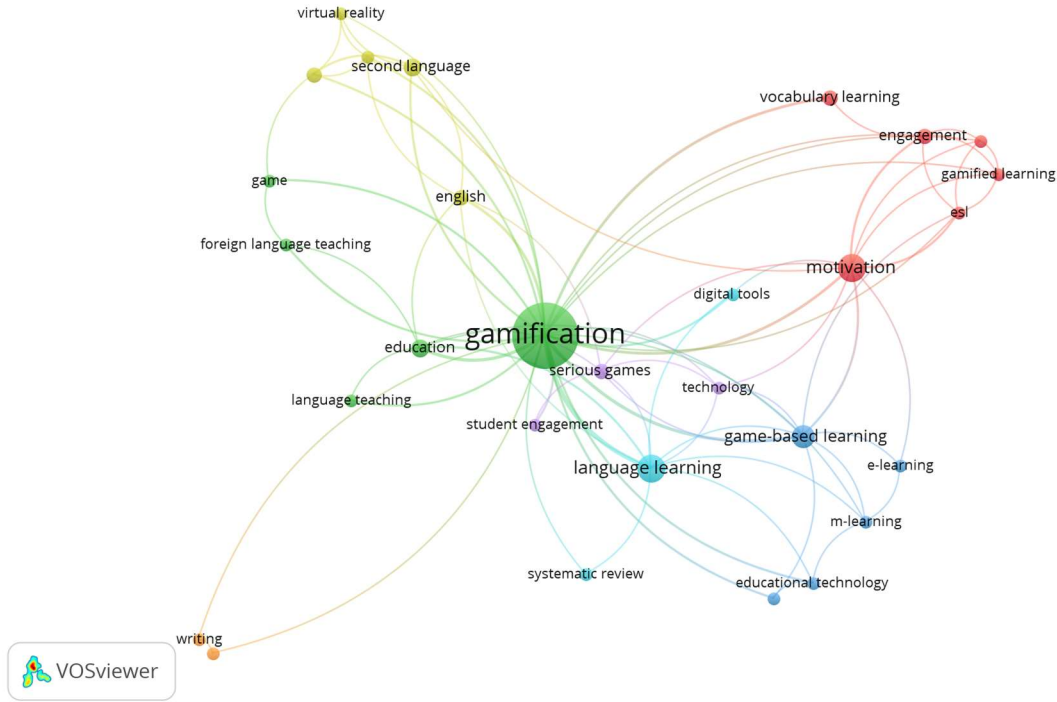 virtual reality
second language
vocabulary learning
engagement
gamified learning
game
english
esl
foreign language teaching
motivation
digital tools
gamification
education
serious games
technology
language teaching
student engagement
game-based learning
language learning
e-learning
m-learning
systematic review
educational technology
writing
VOSviewer